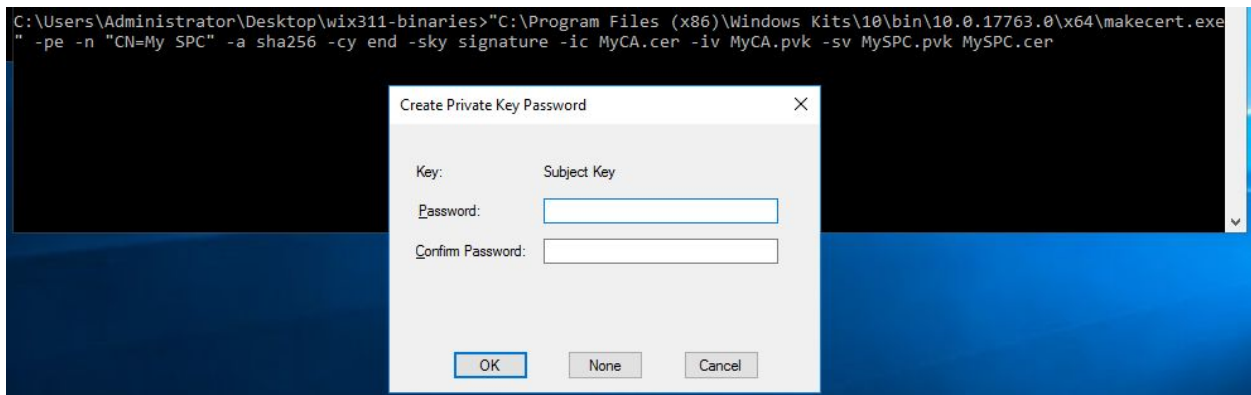 C:\Users\Administrator\Desktop\wix311-binaries>"C:\Program Files (x86)\Windows Kits\10\bin\10.0.17763.0\x64\makecert.exe
" -pe -n "CN=My SPC" -a sha256 -cy end -sky signature -ic MyCA.cer -iv MyCA.pvk -sv MySPC.pvk MySPC.cer
Create Private Key Password
Key: Subject Key
Password:
Confirm Password:
OK None Cancel